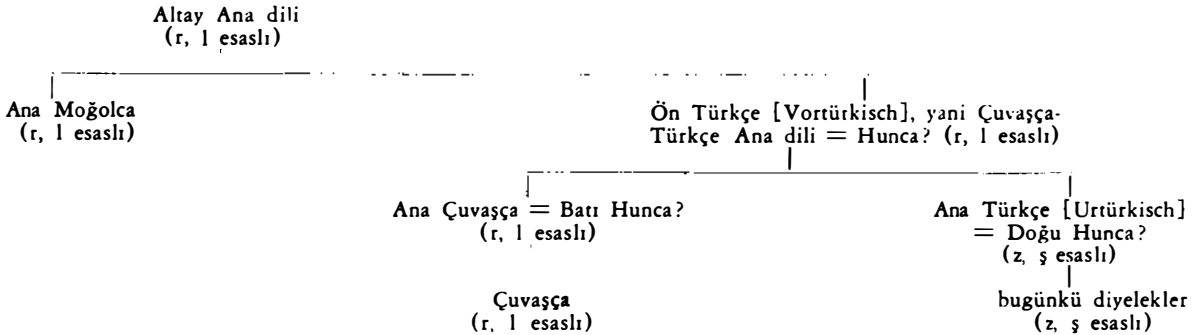 Altay Ana dili
(r, l esaslı)
Ana Moğolca
(r, l esaslı)
Ön Türkçe [Vortürkisch], yani Çuvaşça-
Türkçe Ana dili = Hunca? (r, l esaslı)
Ana Çuvaşça = Batı Hunca?
(r, l esaslı)
Ana Türkçe [Urtürkisch]
= Doğu Hunca?
(z, ş esaslı)
Çuvaşça
(r, l esaslı)
bugünkü diyelekler
(z, ş esaslı)